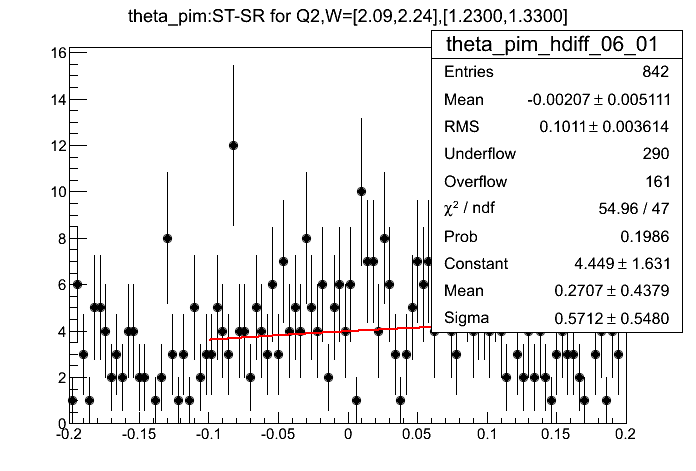 theta_pim:ST-SR for Q2,W=[2.09,2.24],[1.2300,1.3300]
theta_pim_hdiff_06_01
Entries 842
Mean -0.00207 ± 0.005111
RMS 0.1011 ± 0.003614
Underflow 290
Overflow 161
χ² / ndf 54.96 / 47
Prob 0.1986
Constant 4.449 ± 1.631
Mean 0.2707 ± 0.4379
Sigma 0.5712 ± 0.5480
16
14
12
10
8
6
4
2
0
-0.2 -0.15 -0.1 -0.05 0 0.05 0.1 0.15 0.2